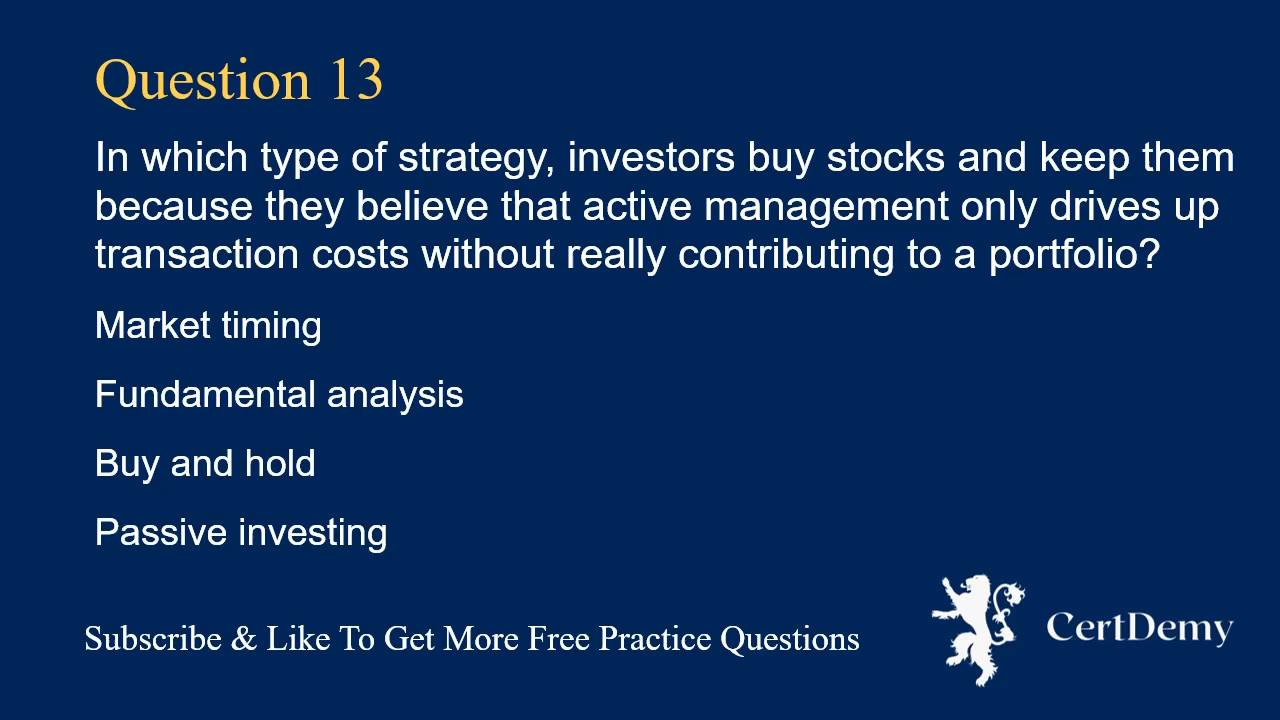 Question 13
In which type of strategy, investors buy stocks and keep them
because they believe that active management only drives up
transaction costs without really contributing to a portfolio?
Market timing
Fundamental analysis
Buy and hold
Passive investing
Subscribe & Like To Get More Free Practice Questions
CertDemy